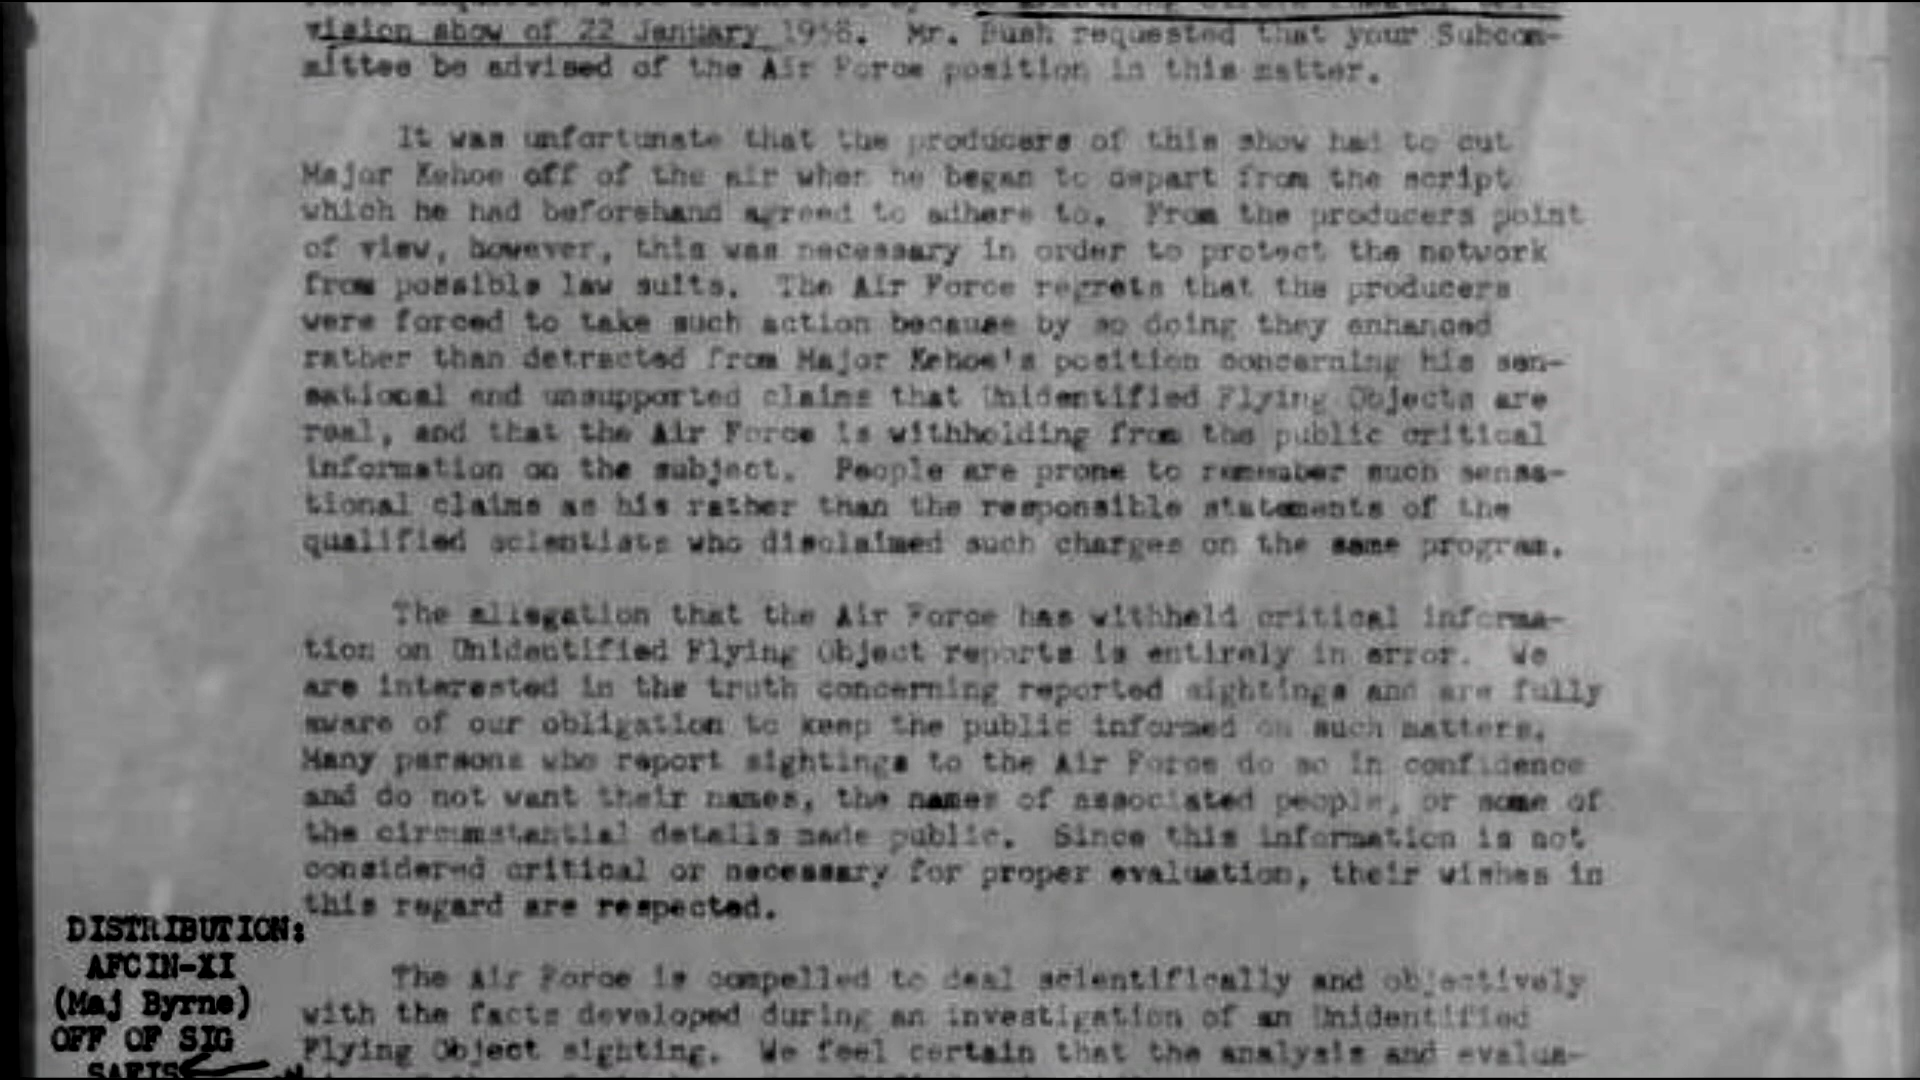 vision show of 22 January 1958. Mr. Bush requested that your Subcom-
mittee be advised of the Air Force position in this matter.
It was unfortunate that the producers of this show had to cut
Major Kehoe off of the air when he began to depart from the script
which he had beforehand agreed to adhere to. From the producers point
of view, however, this was necessary in order to protect the network
from possible law suits. The Air Force regrets that the producers
were forced to take such action because by so doing they enhanced
rather than detracted from Major Kehoe's position concerning his sen-
sational and unsupported claims that Unidentified Flying Objects are
real, and that the Air Force is withholding from the public critical
information on the subject. People are prone to remember such sensa-
tional claims as his rather than the responsible statements of the
qualified scientists who disclaimed such charges on the same program.
The allegation that the Air Force has withheld critical informa-
tion on Unidentified Flying Object reports is entirely in error. We
are interested in the truth concerning reported sightings and are fully
aware of our obligation to keep the public informed on such matters.
Many persons who report sightings to the Air Force do so in confidence
and do not want their names, the names of associated people, or some of
the circumstantial details made public. Since this information is not
considered critical or necessary for proper evaluation, their wishes in
this regard are respected.
The Air Force is compelled to deal scientifically and objectively
with the facts developed during an investigation of an Unidentified
Flying Object sighting. We feel certain that the analysis and evalua-
DISTRIBUTION:
AFCIN-XI
(Maj Byrne)
OFF OF SIG
SAFIS